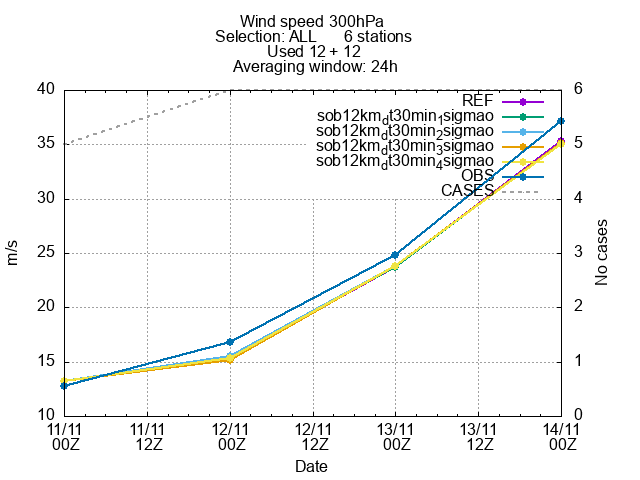 Wind speed 300hPa
Selection: ALL 6 stations
Used 12 + 12
Averaging window: 24h
40 6
REF
sob12km_dt30min_1sigmao
sob12km_dt30min_2sigmao
35 5
sob12km_dt30min_3sigmao
sob12km_dt30min_4sigmao
OBS
CASES
30 4
m/s
25 3
No cases
20 2
15 1
10 0
11/11 11/11 12/11 12/11 13/11 13/11 14/11
00Z 12Z 00Z 12Z 00Z 12Z 00Z
Date